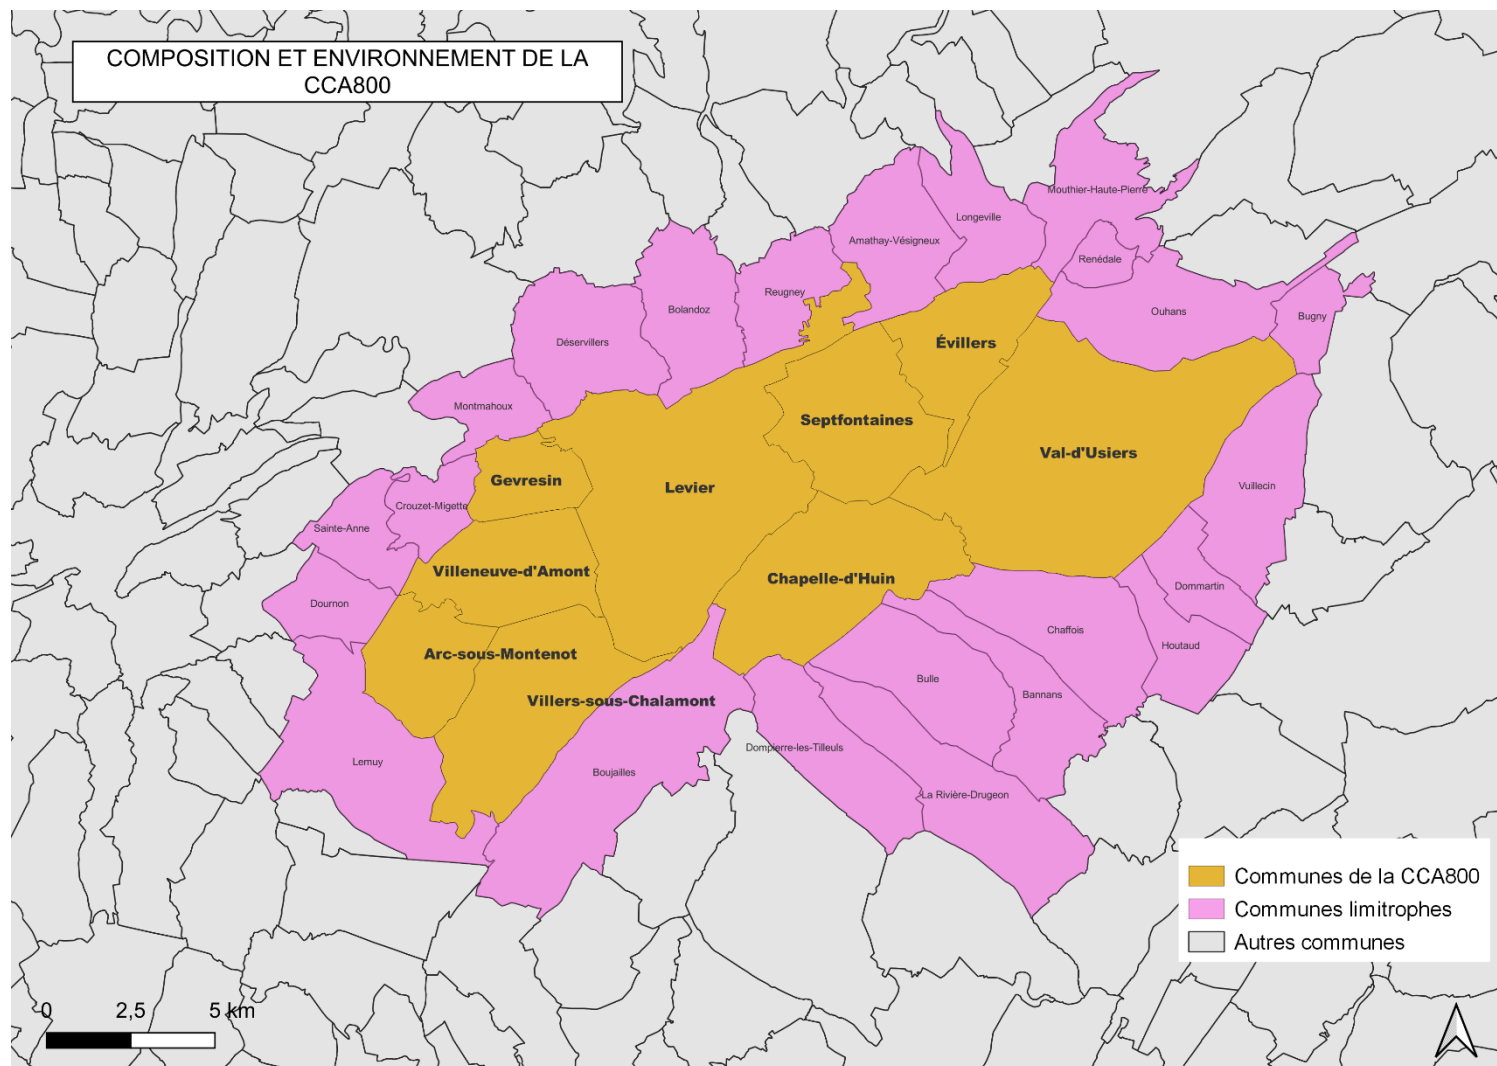 COMPOSITION ET ENVIRONNEMENT DE LA
CCA800
Mouthier-Haute-Pierre
Longeville
Amathay-Vésigneux
Renédale
Reugney
Bolandoz
Ouhans
Bugny
Déservillers
Évillers
Montmahoux
Septfontaines
Val-d'Usiers
Gevresin
Levier
Vuillecin
Crouzet-Migette
Sainte-Anne
Villeneuve-d'Amont
Chapelle-d'Huin
Dommartin
Dournon
Chaffois
Houtaud
Arc-sous-Montenot
Bulle
Bannans
Villers-sous-Chalamont
Dompierre-les-Tilleuls
Lemuy
Boujailles
La Rivière-Drugeon
Communes de la CCA800
Communes limitrophes
Autres communes
0 2,5 5 km